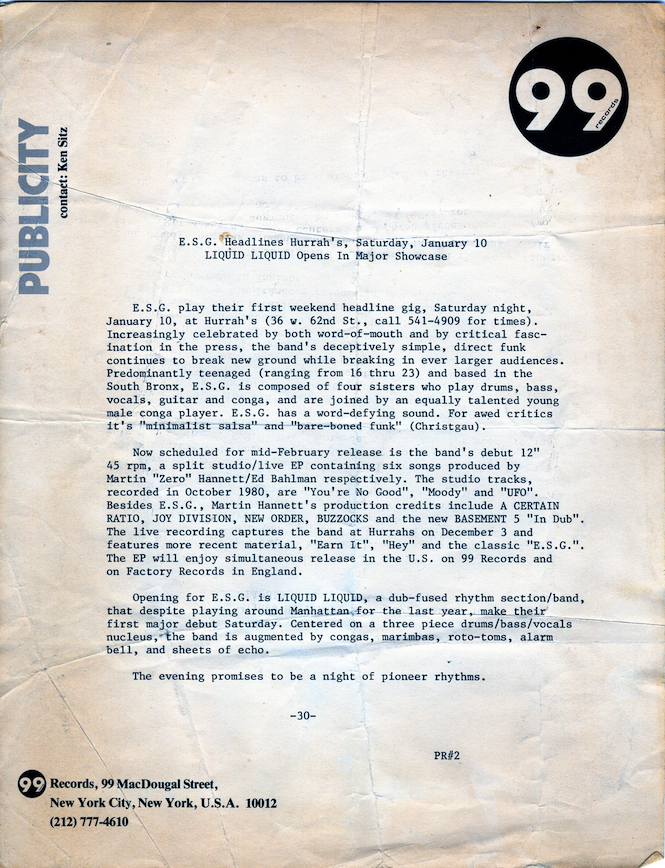 99
records
PUBLICITY
contact: Ken Sitz
E.S.G. Headlines Hurrah's, Saturday, January 10
LIQUID LIQUID Opens In Major Showcase
E.S.G. play their first weekend headline gig, Saturday night,
January 10, at Hurrah's (36 w. 62nd St., call 541-4909 for times).
Increasingly celebrated by both word-of-mouth and by critical fasc-
ination in the press, the band's deceptively simple, direct funk
continues to break new ground while breaking in ever larger audiences.
Predominantly teenaged (ranging from 16 thru 23) and based in the
South Bronx, E.S.G. is composed of four sisters who play drums, bass,
vocals, guitar and conga, and are joined by an equally talented young
male conga player. E.S.G. has a word-defying sound. For awed critics
it's "minimalist salsa" and "bare-boned funk" (Christgau).
Now scheduled for mid-February release is the band's debut 12"
45 rpm, a split studio/live EP containing six songs produced by
Martin "Zero" Hannett/Ed Bahlman respectively. The studio tracks,
recorded in October 1980, are "You're No Good", "Moody" and "UFO".
Besides E.S.G., Martin Hannett's production credits include A CERTAIN
RATIO, JOY DIVISION, NEW ORDER, BUZZOCKS and the new BASEMENT 5 "In Dub".
The live recording captures the band at Hurrahs on December 3 and
features more recent material, "Earn It", "Hey" and the classic "E.S.G.".
The EP will enjoy simultaneous release in the U.S. on 99 Records and
on Factory Records in England.
Opening for E.S.G. is LIQUID LIQUID, a dub-fused rhythm section/band,
that despite playing around Manhattan for the last year, make their
first major debut Saturday. Centered on a three piece drums/bass/vocals
nucleus, the band is augmented by congas, marimbas, roto-toms, alarm
bell, and sheets of echo.
The evening promises to be a night of pioneer rhythms.
-30-
PR#2
99 Records, 99 MacDougal Street,
New York City, New York, U.S.A. 10012
(212) 777-4610